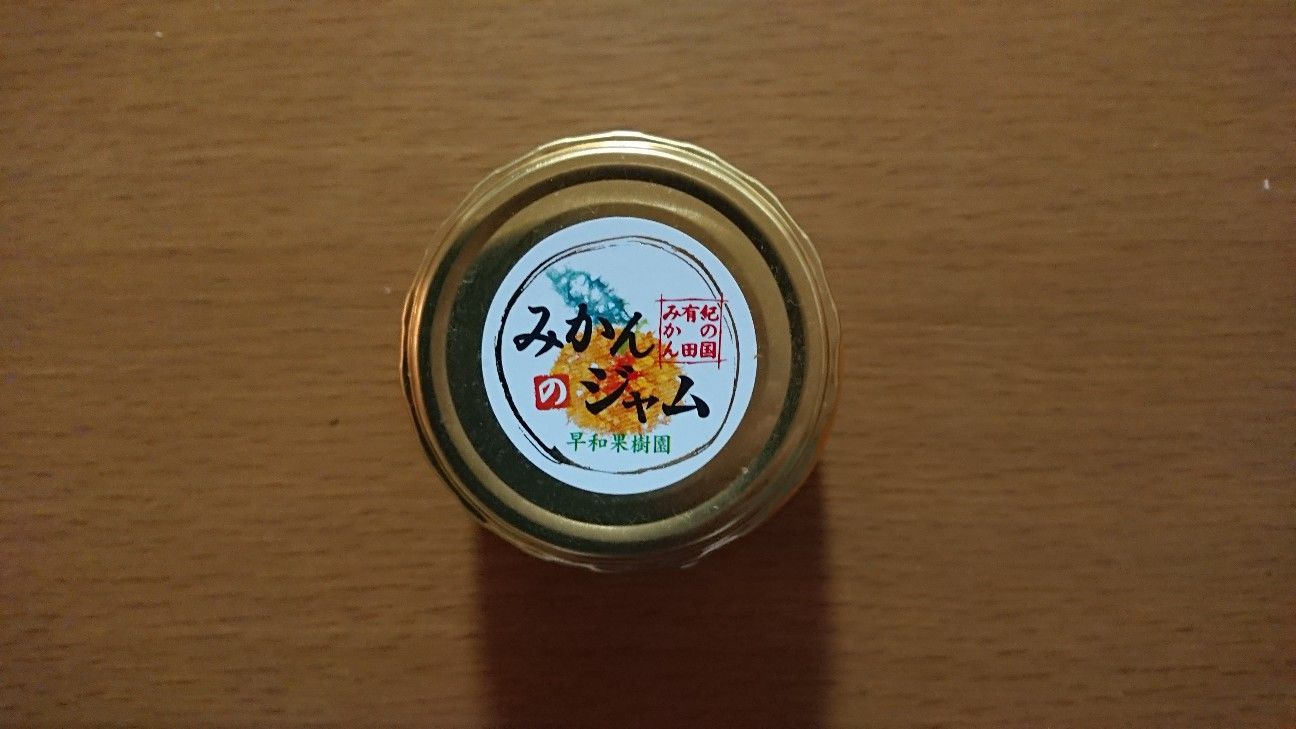 みかん
のジャム
紀の国
有田
みかん
早和果樹園